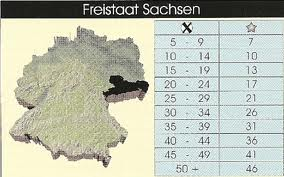 Freistaat Sachsen
5 - 9 7
10 - 14 10
15 - 19 13
20 - 24 17
25 - 29 21
30 - 34 26
35 - 39 31
40 - 44 36
45 - 49 41
50 + 46